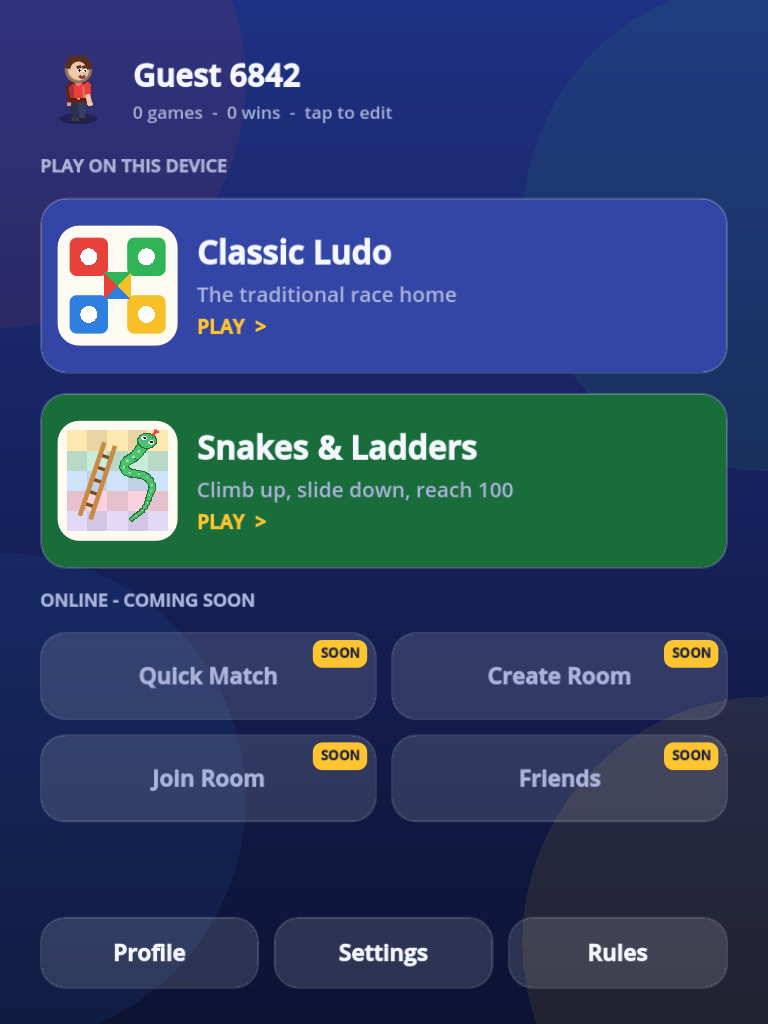 Guest 6842
0 games - 0 wins - tap to edit
PLAY ON THIS DEVICE
Classic Ludo
The traditional race home
PLAY >
Snakes & Ladders
Climb up, slide down, reach 100
PLAY >
ONLINE - COMING SOON
Quick Match
SOON
Create Room
SOON
Join Room
SOON
Friends
SOON
Profile
Settings
Rules